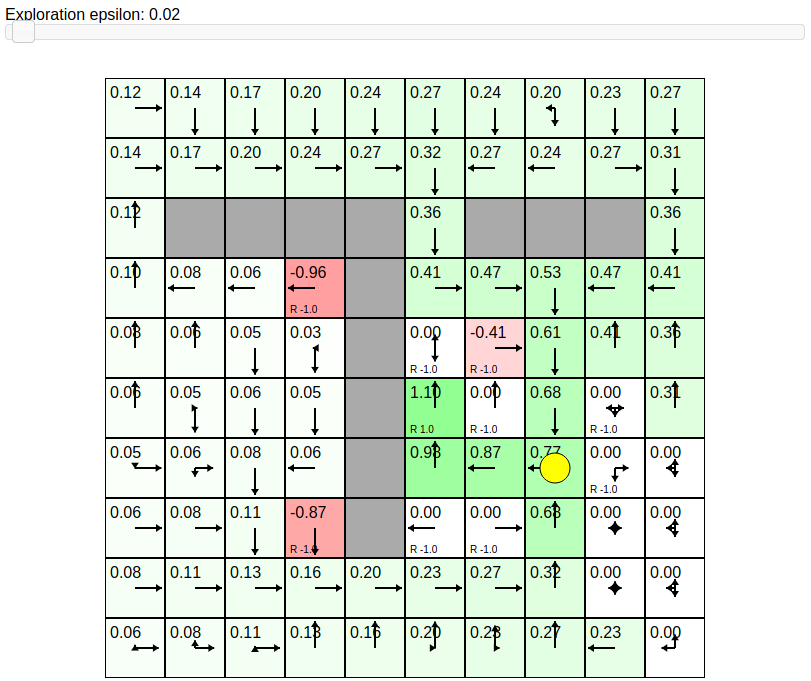 Exploration epsilon: 0.02
0.12 0.14 0.17 0.20 0.24 0.27 0.24 0.20 0.23 0.27
0.14 0.17 0.20 0.24 0.27 0.32 0.27 0.24 0.27 0.31
0.12 0.36 0.36
0.10 0.08 0.06 -0.96 0.41 0.47 0.53 0.47 0.41
R -1.0
0.08 0.06 0.05 0.03 0.00 -0.41 0.61 0.41 0.36
R -1.0 R -1.0
0.06 0.05 0.06 0.05 1.10 0.00 0.68 0.00 0.31
R 1.0 R -1.0 R -1.0
0.05 0.06 0.08 0.06 0.98 0.87 0.77 0.00 0.00
R -1.0
0.06 0.08 0.11 -0.87 0.00 0.00 0.68 0.00 0.00
R -1.0 R -1.0 R -1.0
0.08 0.11 0.13 0.16 0.20 0.23 0.27 0.32 0.00 0.00
0.06 0.08 0.11 0.13 0.16 0.20 0.23 0.27 0.23 0.00